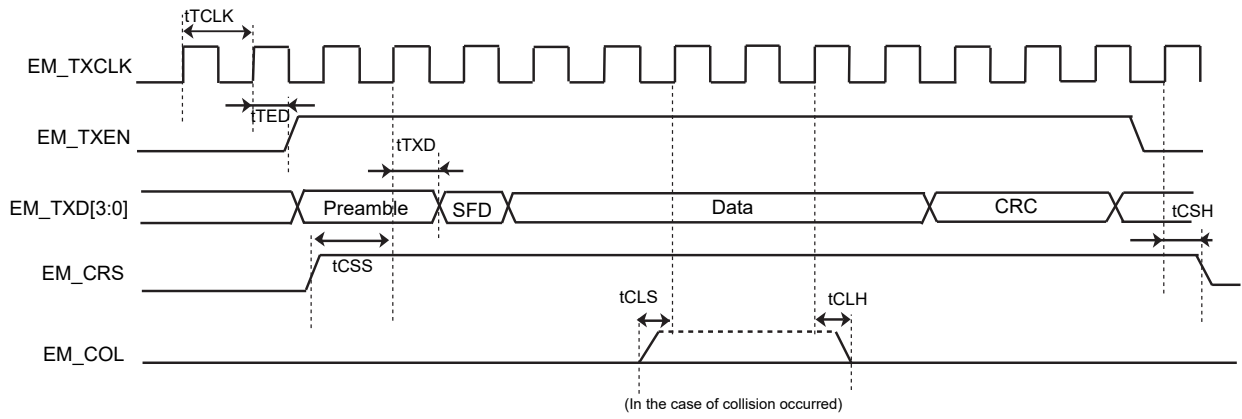 tTCLK
EM_TXCLK
tTED
EM_TXEN
tTXD
EM_TXD[3:0]
Preamble
SFD
Data
CRC
tCSH
tCSS
EM_CRS
tCLS
tCLH
EM_COL
(In the case of collision occurred)